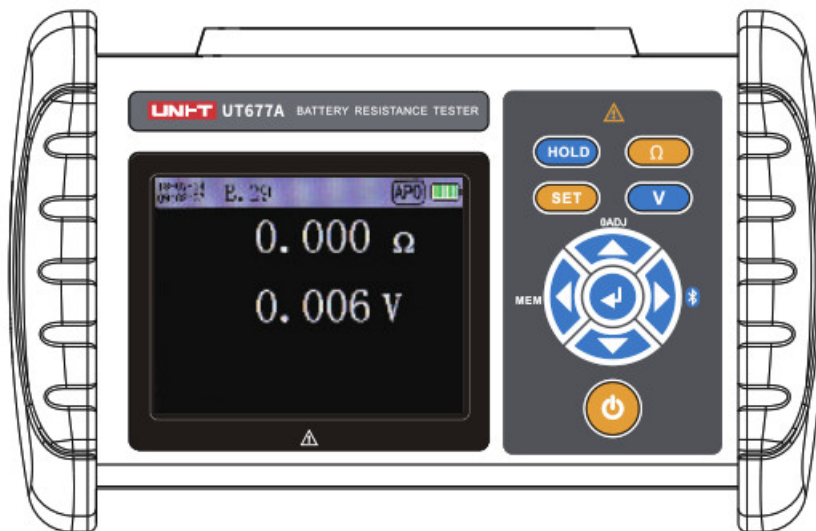 UNI-T UT677A BATTERY RESISTANCE TESTER
B. 29 APO
0.000 Ω
0.006 V
HOLD Ω
SET V
0ADJ
MEM